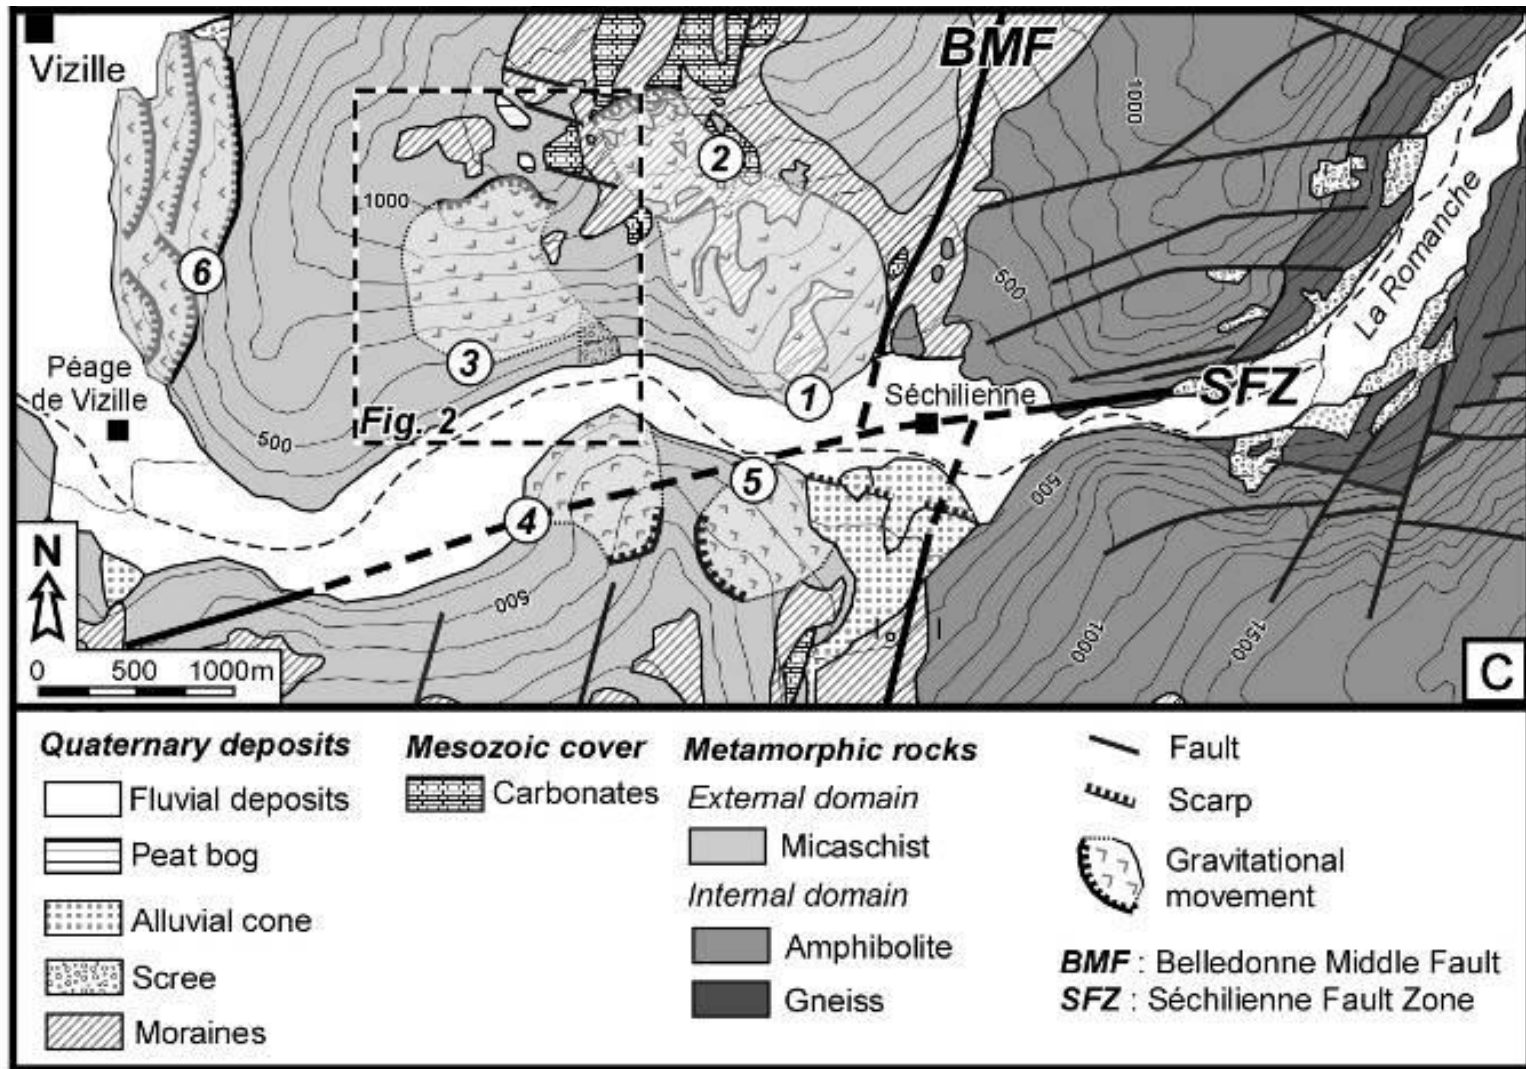 Vizille
BMF
1000
2
1000
6
500
La Romanche
3
Péage
de Vizille
1
Séchilienne
SFZ
Fig. 2
500
5
500
4
N
500
1000
1500
0 500 1000m
C
Quaternary deposits
Fluvial deposits
Peat bog
Alluvial cone
Scree
Moraines
Mesozoic cover
Carbonates
Metamorphic rocks
External domain
Micaschist
Internal domain
Amphibolite
Gneiss
Fault
Scarp
Gravitational
movement
BMF : Belledonne Middle Fault
SFZ : Séchilienne Fault Zone